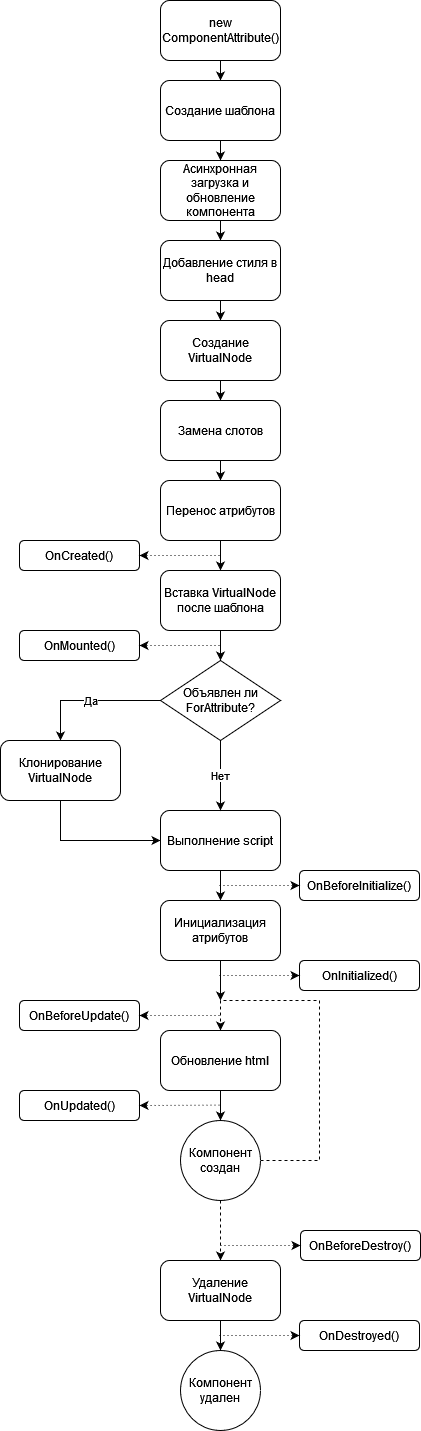 new
ComponentAttribute()
Создание шаблона
Асинхронная
загрузка и
обновление
компонента
Добавление стиля в
head
Создание
VirtualNode
Замена слотов
Перенос атрибутов
OnCreated()
Вставка VirtualNode
после шаблона
OnMounted()
Объявлен ли
ForAttribute?
Да
Клонирование
VirtualNode
Нет
Выполнение script
OnBeforeInitialize()
Инициализация
атрибутов
OnInitialized()
OnBeforeUpdate()
Обновление html
OnUpdated()
Компонент
создан
OnBeforeDestroy()
Удаление
VirtualNode
OnDestroyed()
Компонент
удален